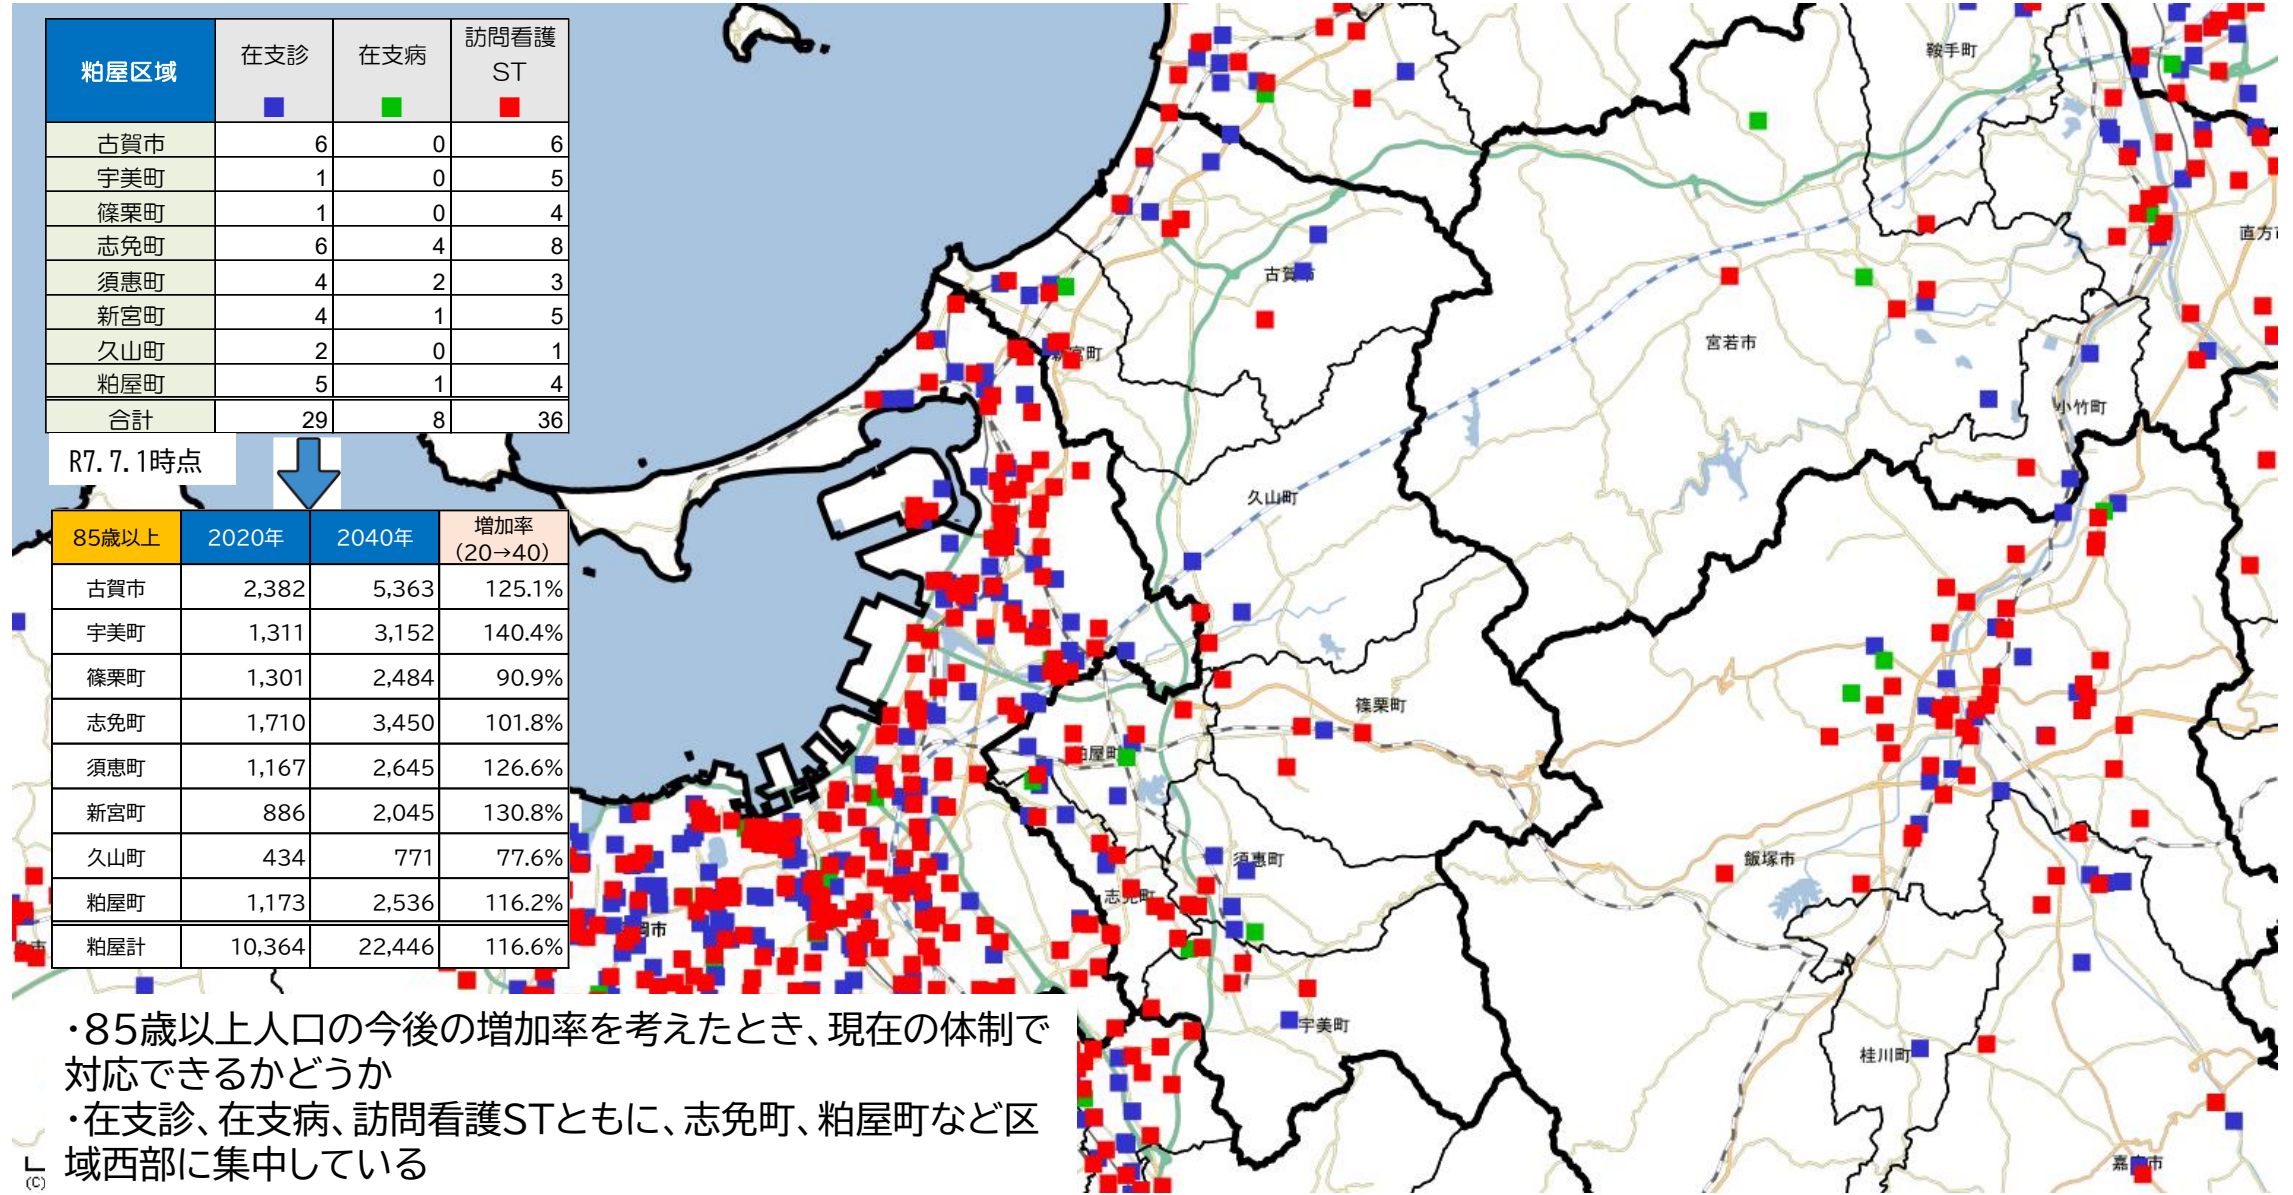 粕屋区域 在支診 在支病 訪問看護ST
古賀市 6 0 6
宇美町 1 0 5
篠栗町 1 0 4
志免町 6 4 8
須惠町 4 2 3
新宮町 4 1 5
久山町 2 0 1
粕屋町 5 1 4
合計 29 8 36
R7.7.1時点
85歳以上 2020年 2040年 増加率(20→40)
古賀市 2,382 5,363 125.1%
宇美町 1,311 3,152 140.4%
篠栗町 1,301 2,484 90.9%
志免町 1,710 3,450 101.8%
須恵町 1,167 2,645 126.6%
新宮町 886 2,045 130.8%
久山町 434 771 77.6%
粕屋町 1,173 2,536 116.2%
粕屋計 10,364 22,446 116.6%
鞍手町
直方
古賀市
宮若市
宮町
小竹町
久山町
篠栗町
粕屋町
須惠町
飯塚市
志免町
岡市
宇美町
桂川町
嘉市
・85歳以上人口の今後の増加率を考えたとき、現在の体制で
対応できるかどうか
・在支診、在支病、訪問看護STともに、志免町、粕屋町など区
域西部に集中している
(C)